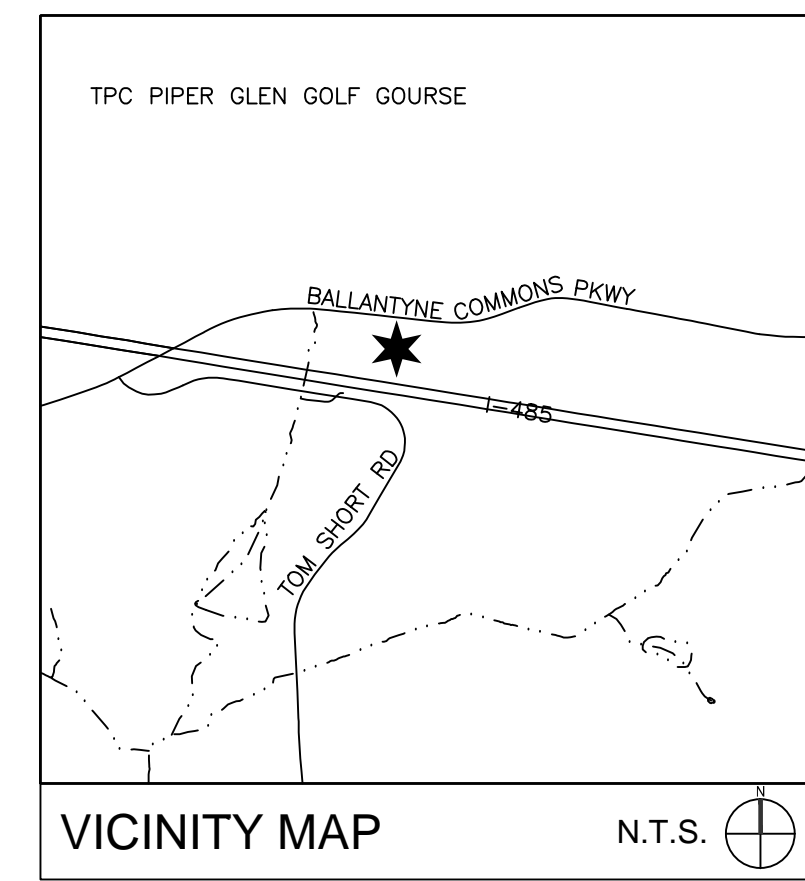 TPC PIPER GLEN GOLF GOURSE
BALLANTYNE COMMONS PKWY
I-485
TOM SHORT RD
VICINITY MAP
N.T.S.
N